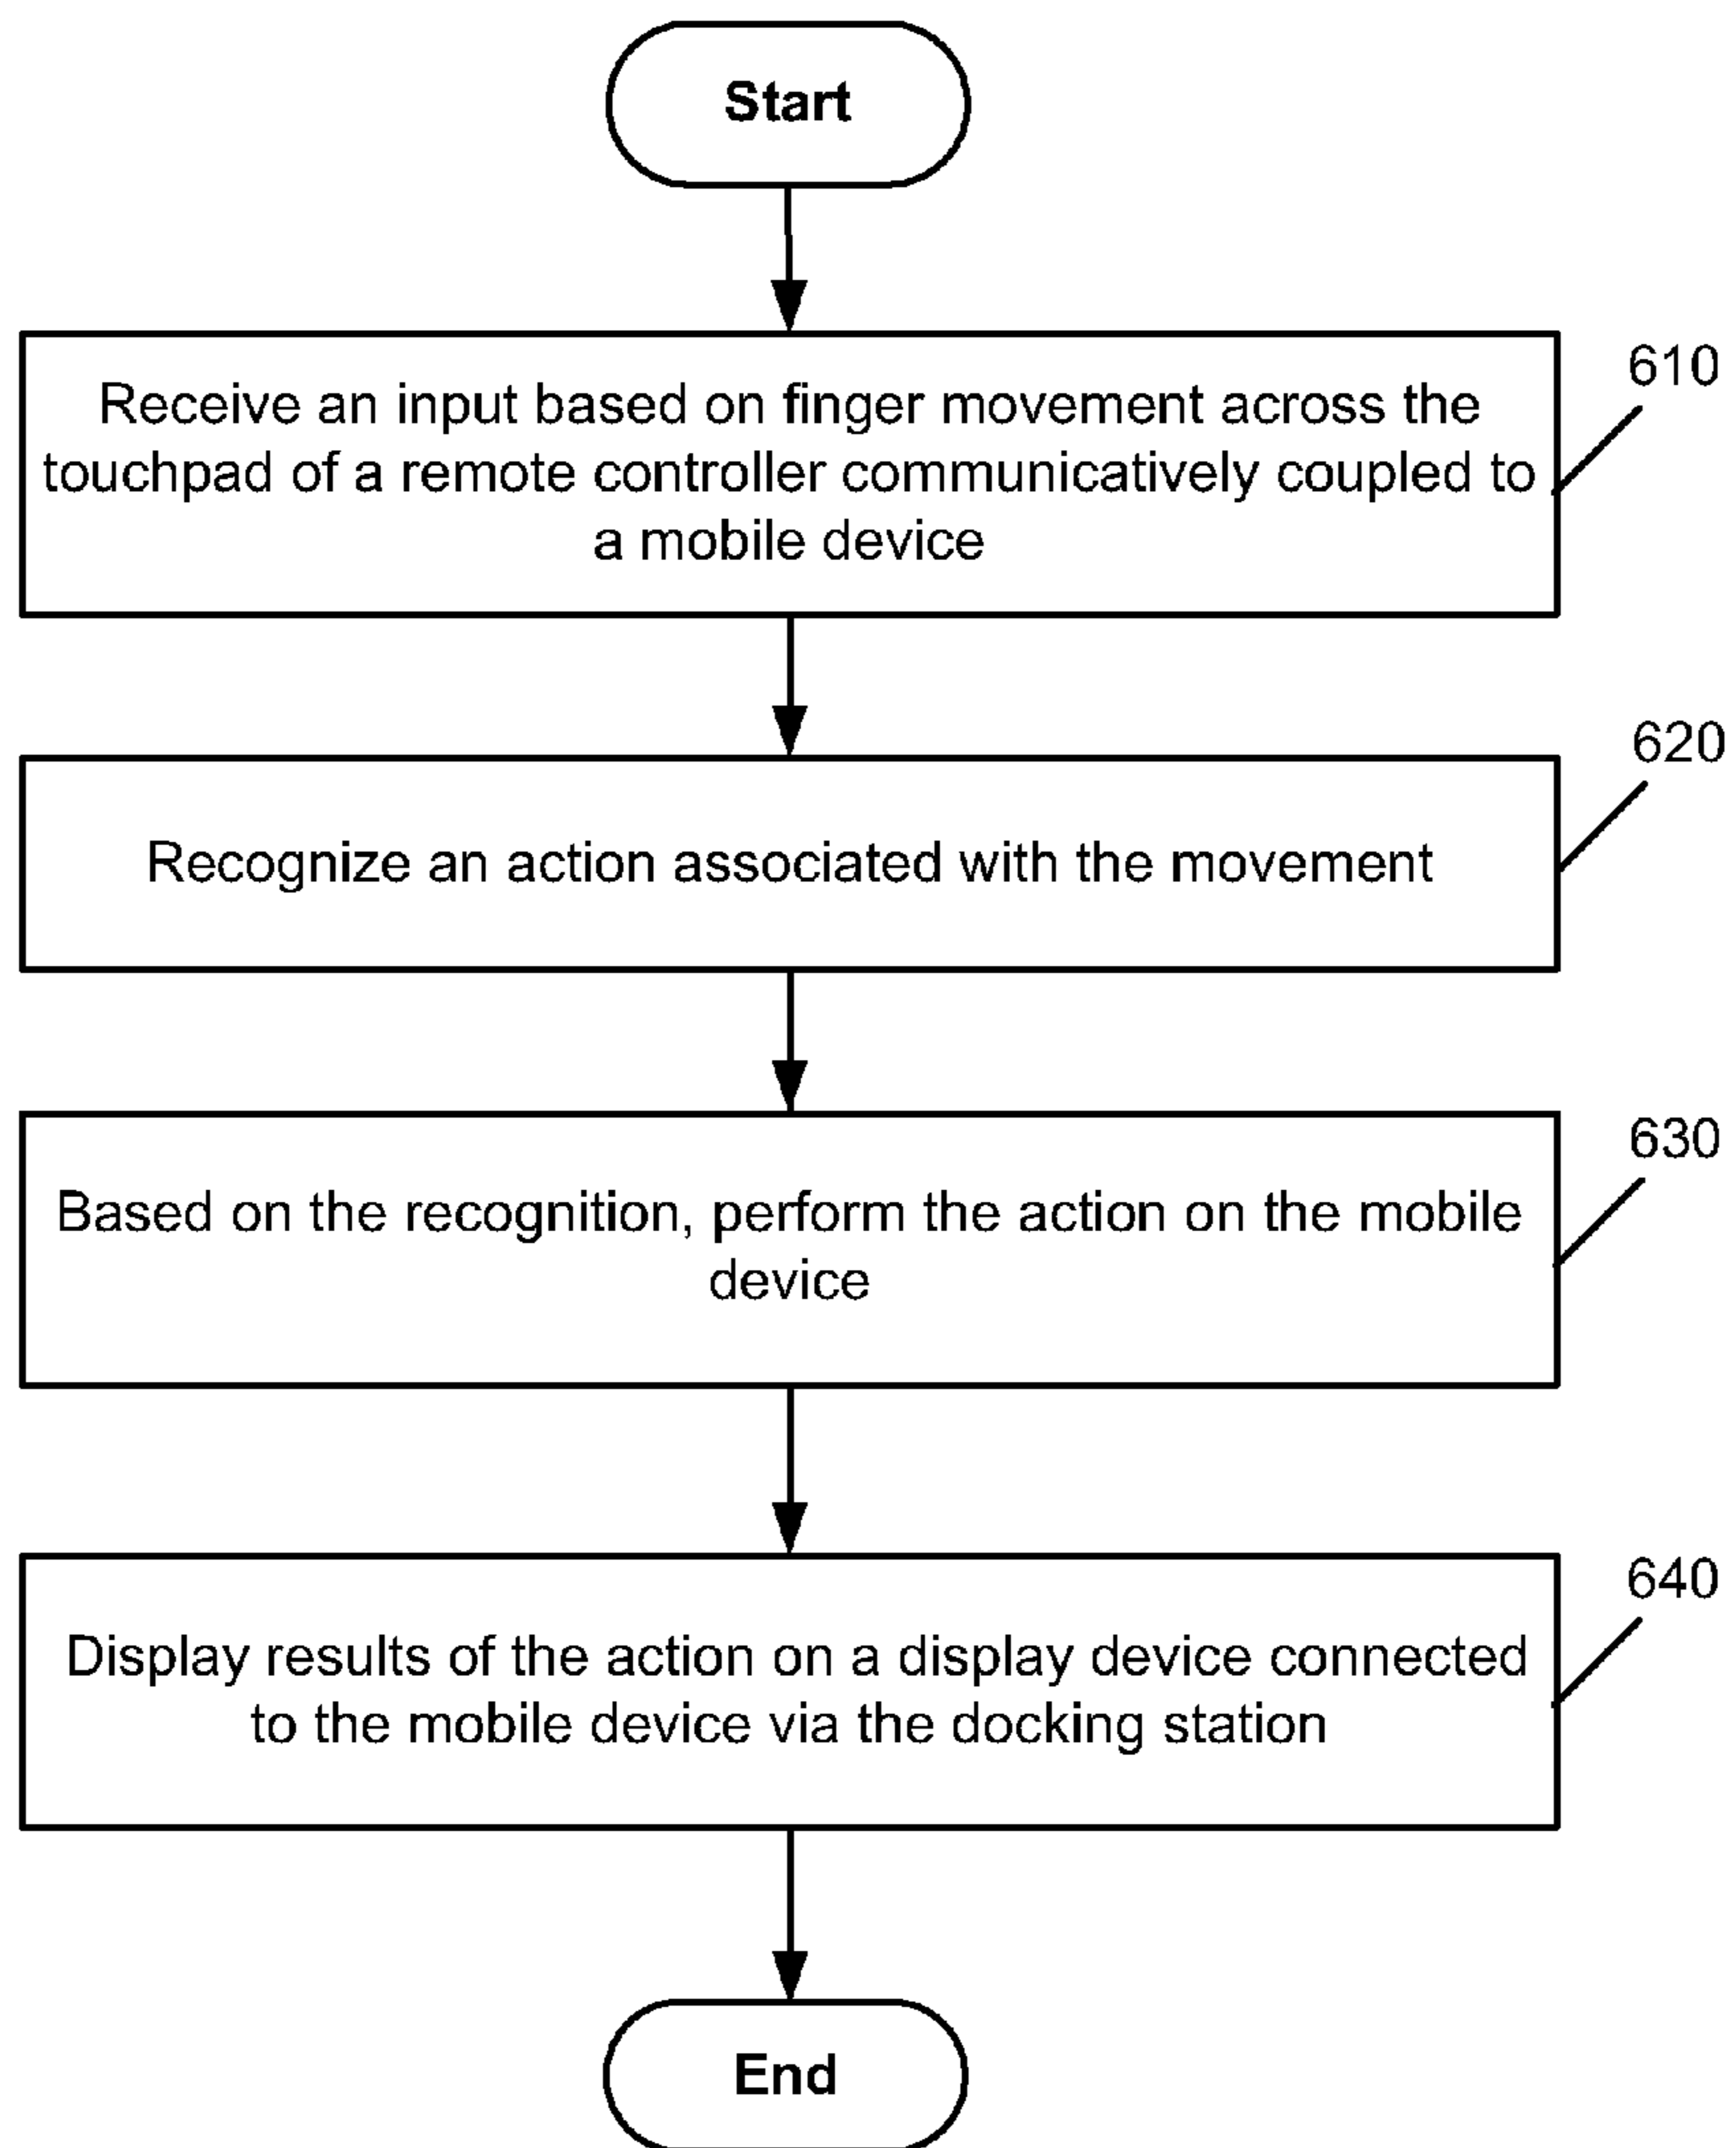 Start
610
Receive an input based on finger movement across the
touchpad of a remote controller communicatively coupled to
a mobile device
620
Recognize an action associated with the movement
630
Based on the recognition, perform the action on the mobile
device
640
Display results of the action on a display device connected
to the mobile device via the docking station
End